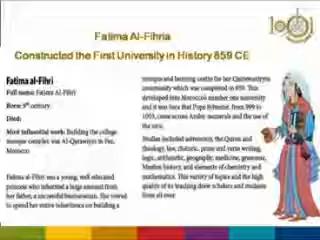 1001
Fatima Al-Fihria
Constructed the First University in History 859 CE
Fatima al-Fihri
Full name: Fatima Al-Fihri
Born: 9th century
Died:
Most influential work: Building the college
mosque complex was Al-Qarawiyin in Fez,
Morocco
Fatima al-Fihri was a young, well educated
princess who inherited a large amount from
her father, a successful businessman. She vowed
to spend her entire inheritance on building a
mosque and learning centre for her Qairawaniyyin
community which was completed in 859. This
developed into Morocco's number one university
and it was here that Pope Sylvester, from 999 to
1003, came across Arabic numerals and the use of
the zero.
Studies included astronomy, the Quran and
theology, law, rhetoric, prose and verse writing,
logic, arithmetic, geography, medicine, grammar,
Muslim history, and elements of chemistry and
mathematics. This variety of topics and the high
quality of its teaching drew scholars and students
from all over